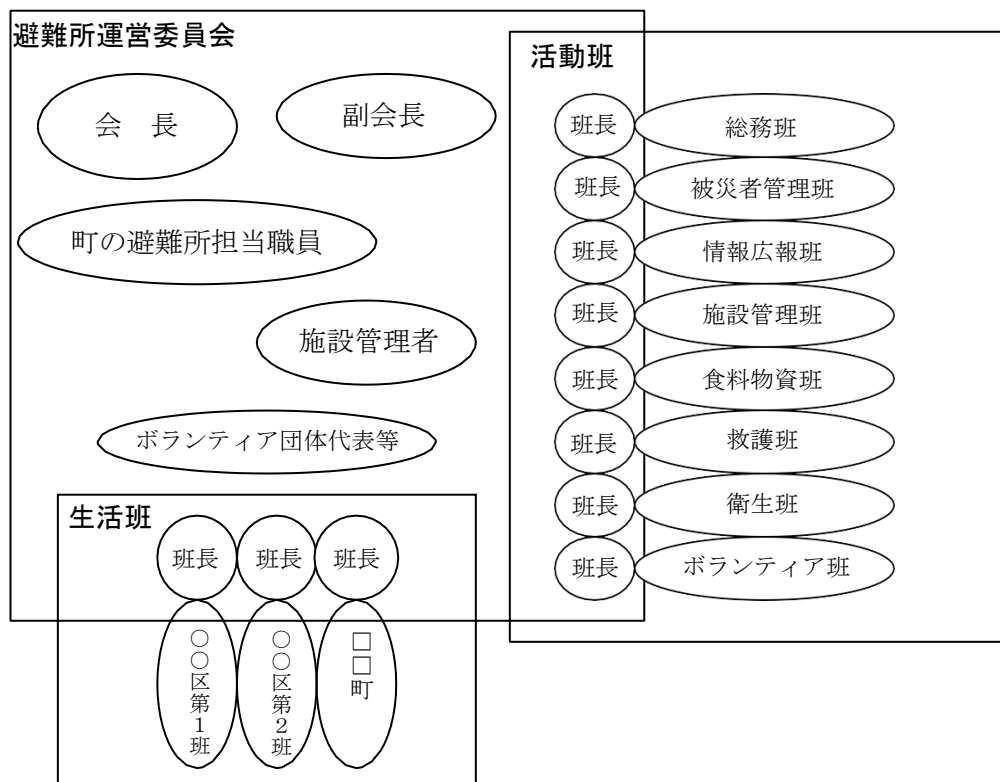 避難所運営委員会
会　長
副会長
町の避難所担当職員
施設管理者
ボランティア団体代表等
活動班
班長 総務班
班長 被災者管理班
班長 情報広報班
班長 施設管理班
班長 食料物資班
班長 救護班
班長 衛生班
班長 ボランティア班
生活班
班長 班長 班長
○○区第1班
○○区第2班
□□町